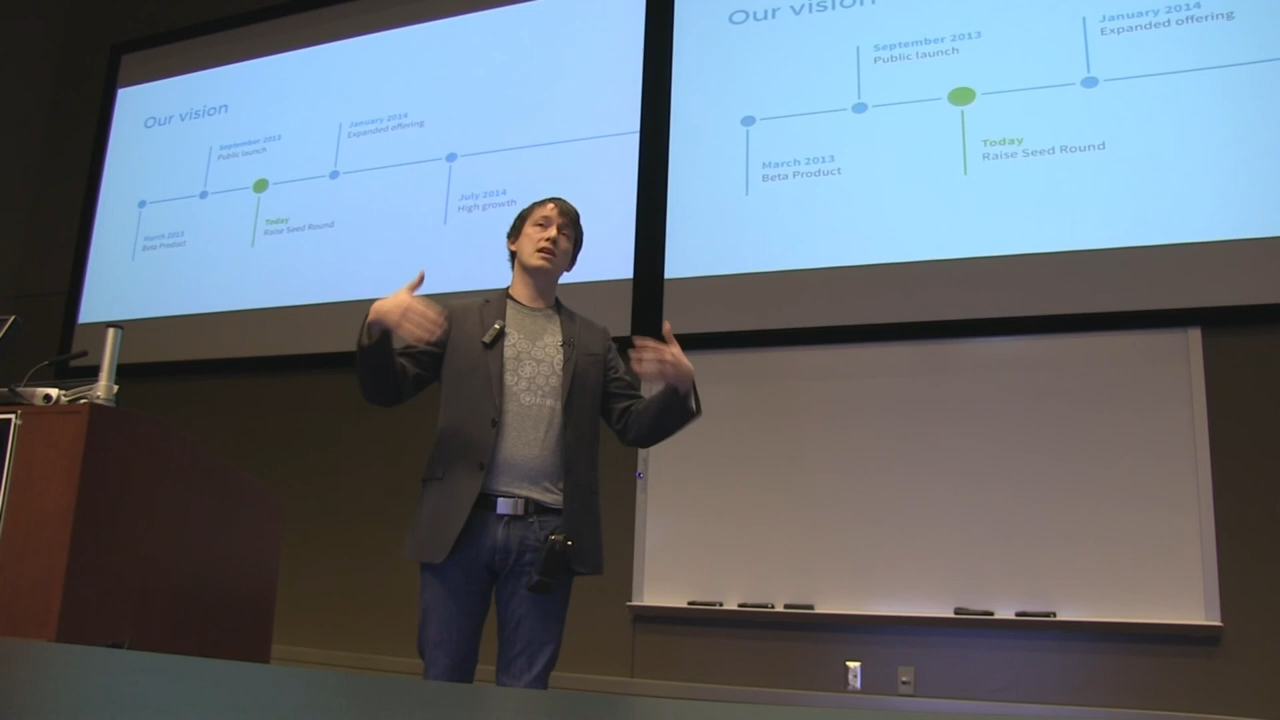 Our vision
September 2013
Public launch
January 2014
Expanded offering
March 2013
Beta Product
Today
Raise Seed Round
July 2014
High growth
Our vision
September 2013
Public launch
January 2014
Expanded offering
March 2013
Beta Product
Today
Raise Seed Round